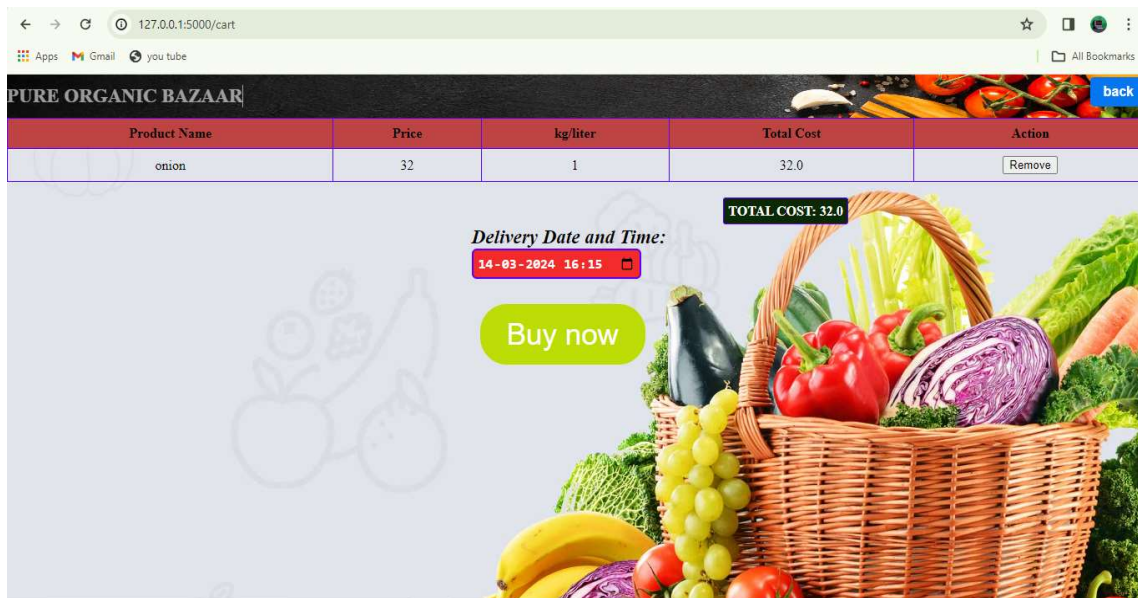 127.0.0.1:5000/cart
Apps Gmail you tube All Bookmarks
PURE ORGANIC BAZAAR back
Product Name Price kg/liter Total Cost Action
onion 32 1 32.0 Remove
TOTAL COST: 32.0
Delivery Date and Time:
14-03-2024 16:15
Buy now